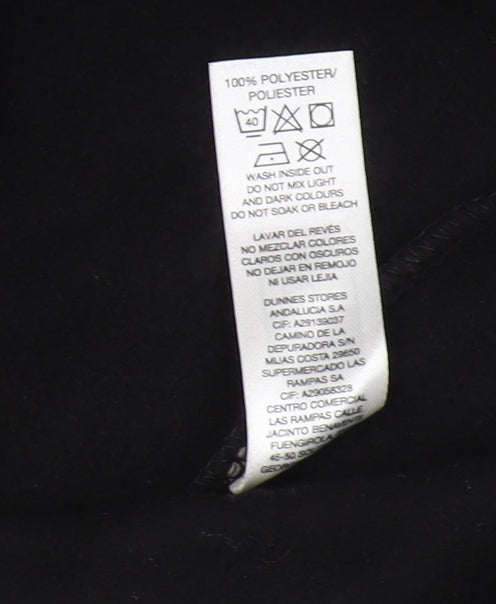 100% POLYESTER/
POLIESTER
40
WASH INSIDE OUT
DO NOT MIX LIGHT
AND DARK COLOURS
DO NOT SOAK OR BLEACH
LAVAR DEL REVÉS
NO MEZCLAR COLORES
CLAROS CON OSCUROS
NO DEJAR EN REMOJO
NI USAR LEJIA
DUNNES STORES
ANDALUCIA S.A
CIF: A29139037
CAMINO DE LA
DEPURADORA S/N
MIJAS COSTA 29650
SUPERMERCADO LAS
RAMPAS SA
CIF: A29058328
CENTRO COMERCIAL
LAS RAMPAS CALLE
JACINTO BENAVENTE
FUENGIROLA
46-50